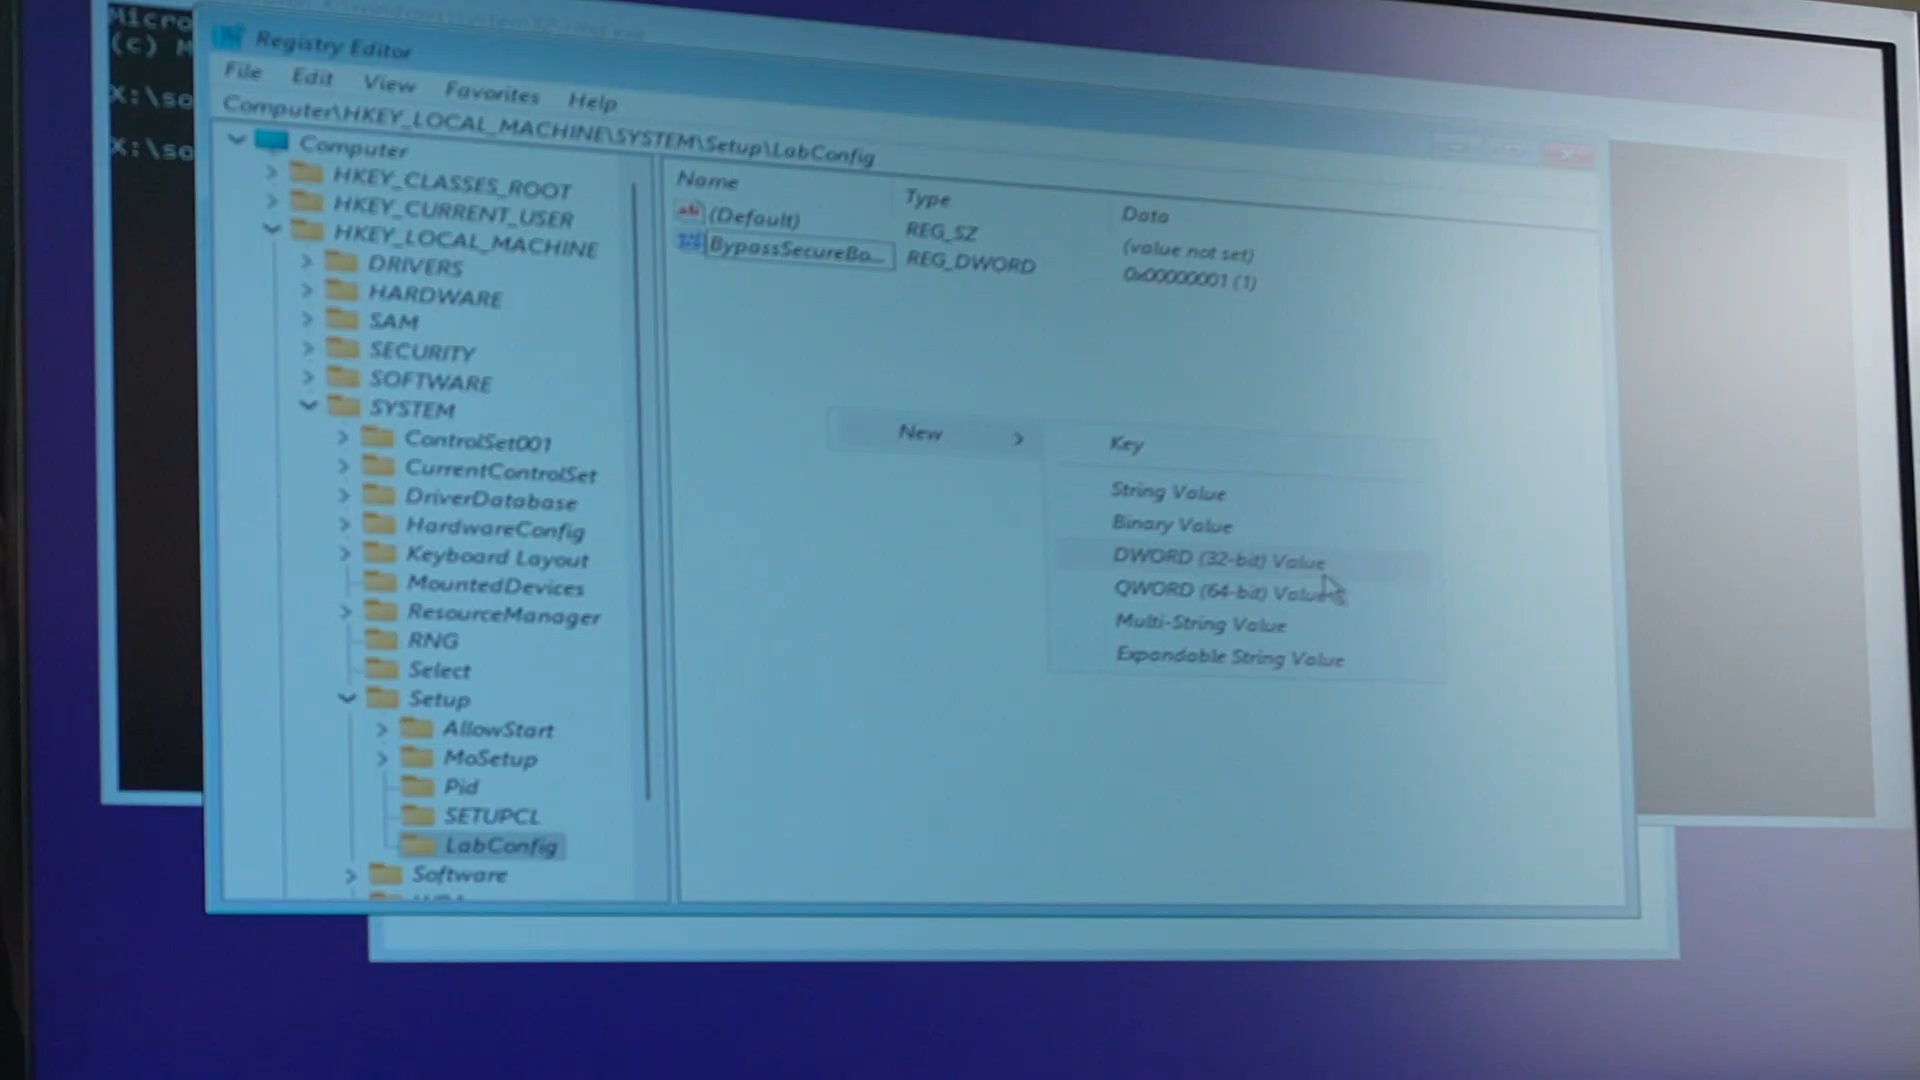 Micro
(c) M
X:\so
X:\so
Registry Editor
File Edit View Favorites Help
Computer\HKEY_LOCAL_MACHINE\SYSTEM\Setup\LabConfig
Computer
HKEY_CLASSES_ROOT
HKEY_CURRENT_USER
HKEY_LOCAL_MACHINE
DRIVERS
HARDWARE
SAM
SECURITY
SOFTWARE
SYSTEM
ControlSet001
CurrentControlSet
DriverDatabase
HardwareConfig
Keyboard Layout
MountedDevices
ResourceManager
RNG
Select
Setup
AllowStart
MoSetup
Pid
SETUPCL
LabConfig
Software
Name Type Data
(Default) REG_SZ (value not set)
BypassSecureBo... REG_DWORD 0x00000001 (1)
New
Key
String Value
Binary Value
DWORD (32-bit) Value
QWORD (64-bit) Value
Multi-String Value
Expandable String Value